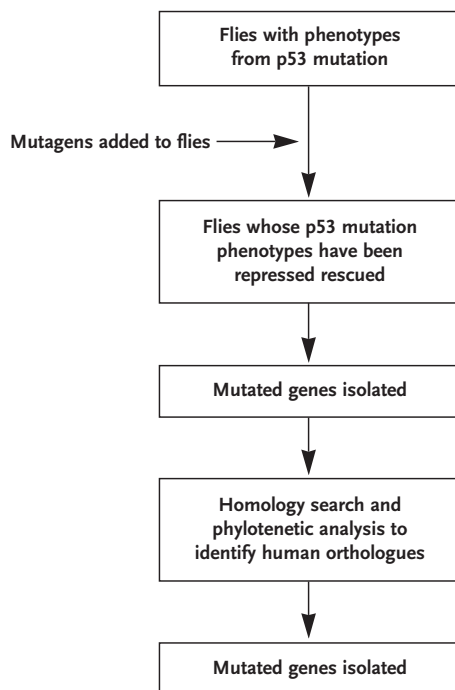 Flies with phenotypes
from p53 mutation
Mutagens added to flies
Flies whose p53 mutation
phenotypes have been
repressed rescued
Mutated genes isolated
Homology search and
phylotenetic analysis to
identify human orthologues
Mutated genes isolated